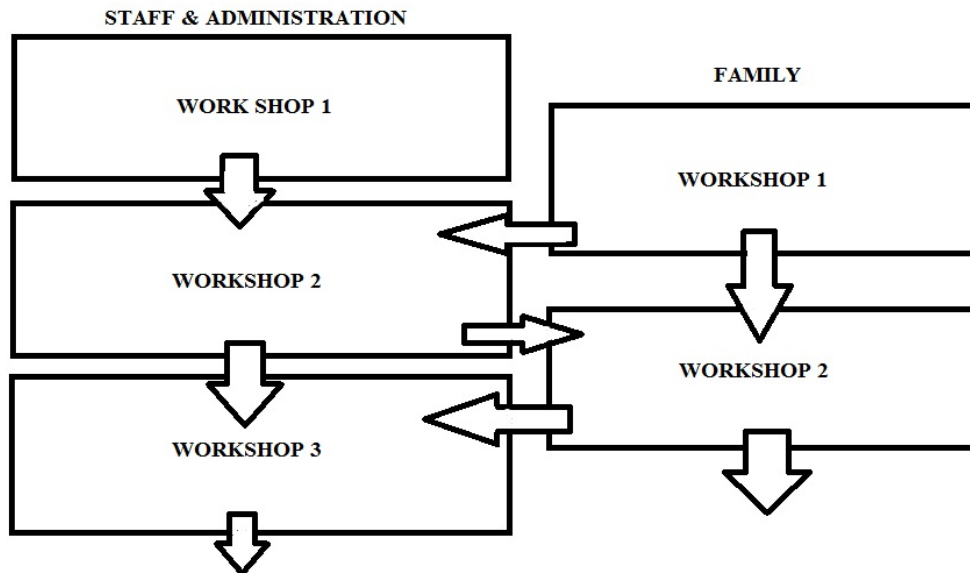 STAFF & ADMINISTRATION
WORK SHOP 1
WORKSHOP 2
WORKSHOP 3
FAMILY
WORKSHOP 1
WORKSHOP 2